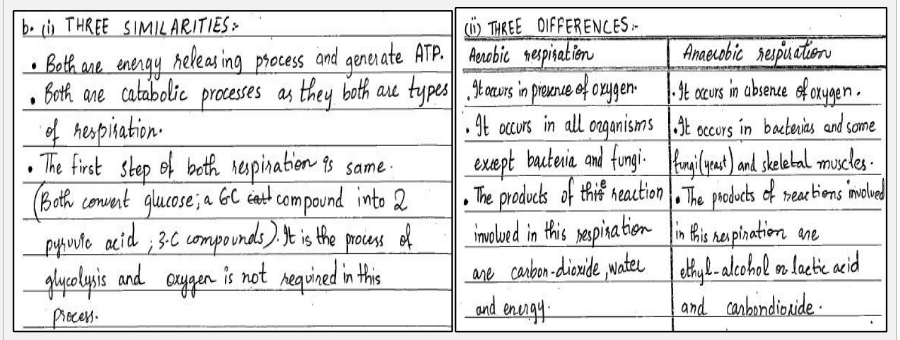 b. (i) THREE SIMILARITIES:-
• Both are energy releasing process and generate ATP.
• Both are catabolic processes as they both are types
of respiration.
• The first step of both respiration is same.
(Both convert glucose; a 6C compound into 2
pyruvic acid ; 3-C compounds). It is the process of
glycolysis and oxygen is not required in this
Process.
(ii) THREE DIFFERENCES:-
Aerobic respiration Anaerobic respiration
• It occurs in presence of oxygen. • It occurs in absence of oxygen.
• It occurs in all organisms • It occurs in bacterias and some
except bacteria and fungi. fungi (yeast) and skeletal muscles.
• The products of this reaction • The products of reactions involved
involved in this respiration in this respiration are
are carbon-dioxide, water ethyl-alcohol or lactic acid
and energy. and carbondioxide.